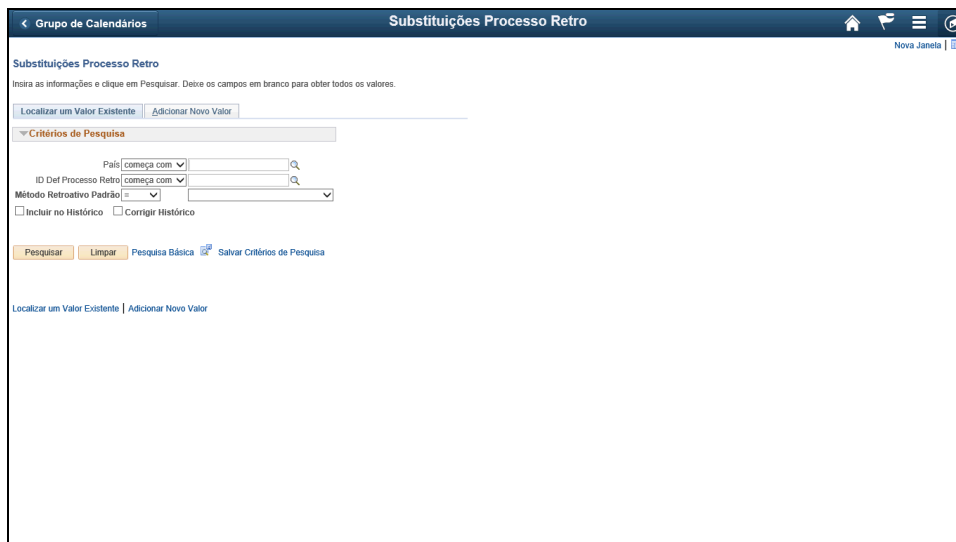 Grupo de Calendários
Substituições Processo Retro
Nova Janela |
Substituições Processo Retro
Insira as informações e clique em Pesquisar. Deixe os campos em branco para obter todos os valores.
Localizar um Valor Existente Adicionar Novo Valor
Critérios de Pesquisa
País começa com
ID Def Processo Retro começa com
Método Retroativo Padrão =
Incluir no Histórico Corrigir Histórico
Pesquisar Limpar Pesquisa Básica Salvar Critérios de Pesquisa
Localizar um Valor Existente | Adicionar Novo Valor